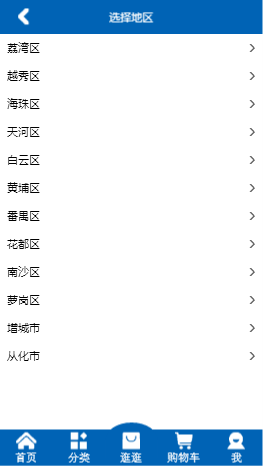 选择地区
荔湾区
越秀区
海珠区
天河区
白云区
黄埔区
番禺区
花都区
南沙区
萝岗区
增城市
从化市
首页 分类 逛逛 购物车 我